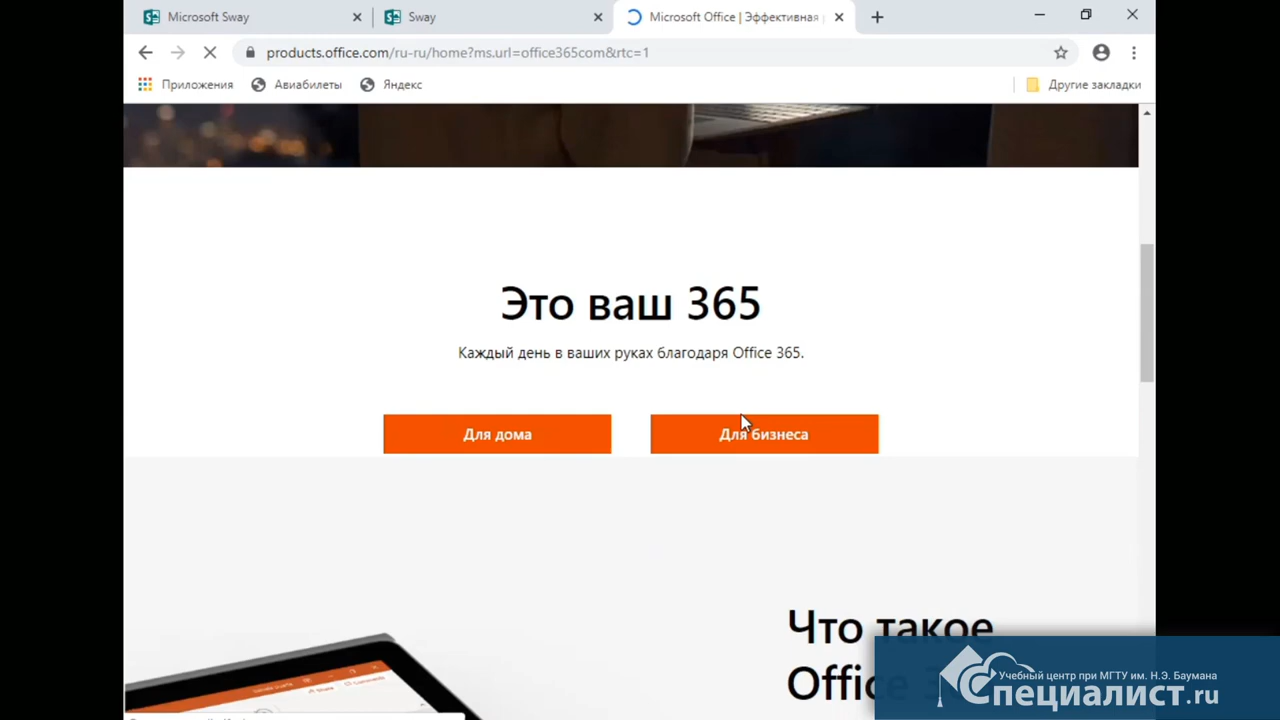 Microsoft Sway
Sway
Microsoft Office | Эффективная
products.office.com/ru-ru/home?ms.url=office365com&rtc=1
Приложения
Авиабилеты
Яндекс
Другие закладки
Это ваш 365
Каждый день в ваших руках благодаря Office 365.
Для дома
Для бизнеса
Что такое
Office 3
Учебный центр при МГТУ им. Н.Э. Баумана
Специалист.ru